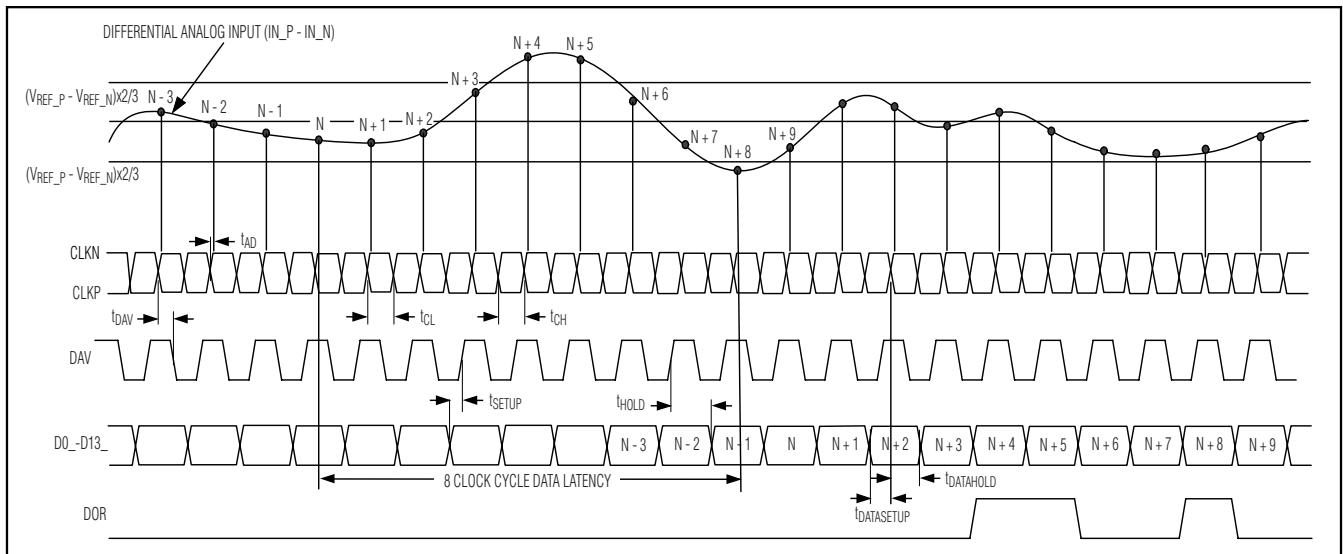 DIFFERENTIAL ANALOG INPUT (IN_P - IN_N)
N + 4
N + 5
N + 3
(VREF_P - VREF_N)x2/3
N - 3
N - 2
N - 1
N
N + 1
N + 2
N + 6
N + 7
N + 8
N + 9
(VREF_P - VREF_N)x2/3
tAD
CLKN
CLKP
tDAV
tCL
tCH
DAV
tSETUP
tHOLD
D0_-D13_
N - 3
N - 2
N - 1
N
N + 1
N + 2
N + 3
N + 4
N + 5
N + 6
N + 7
N + 8
N + 9
8 CLOCK CYCLE DATA LATENCY
tDATAHOLD
tDATASETUP
DOR